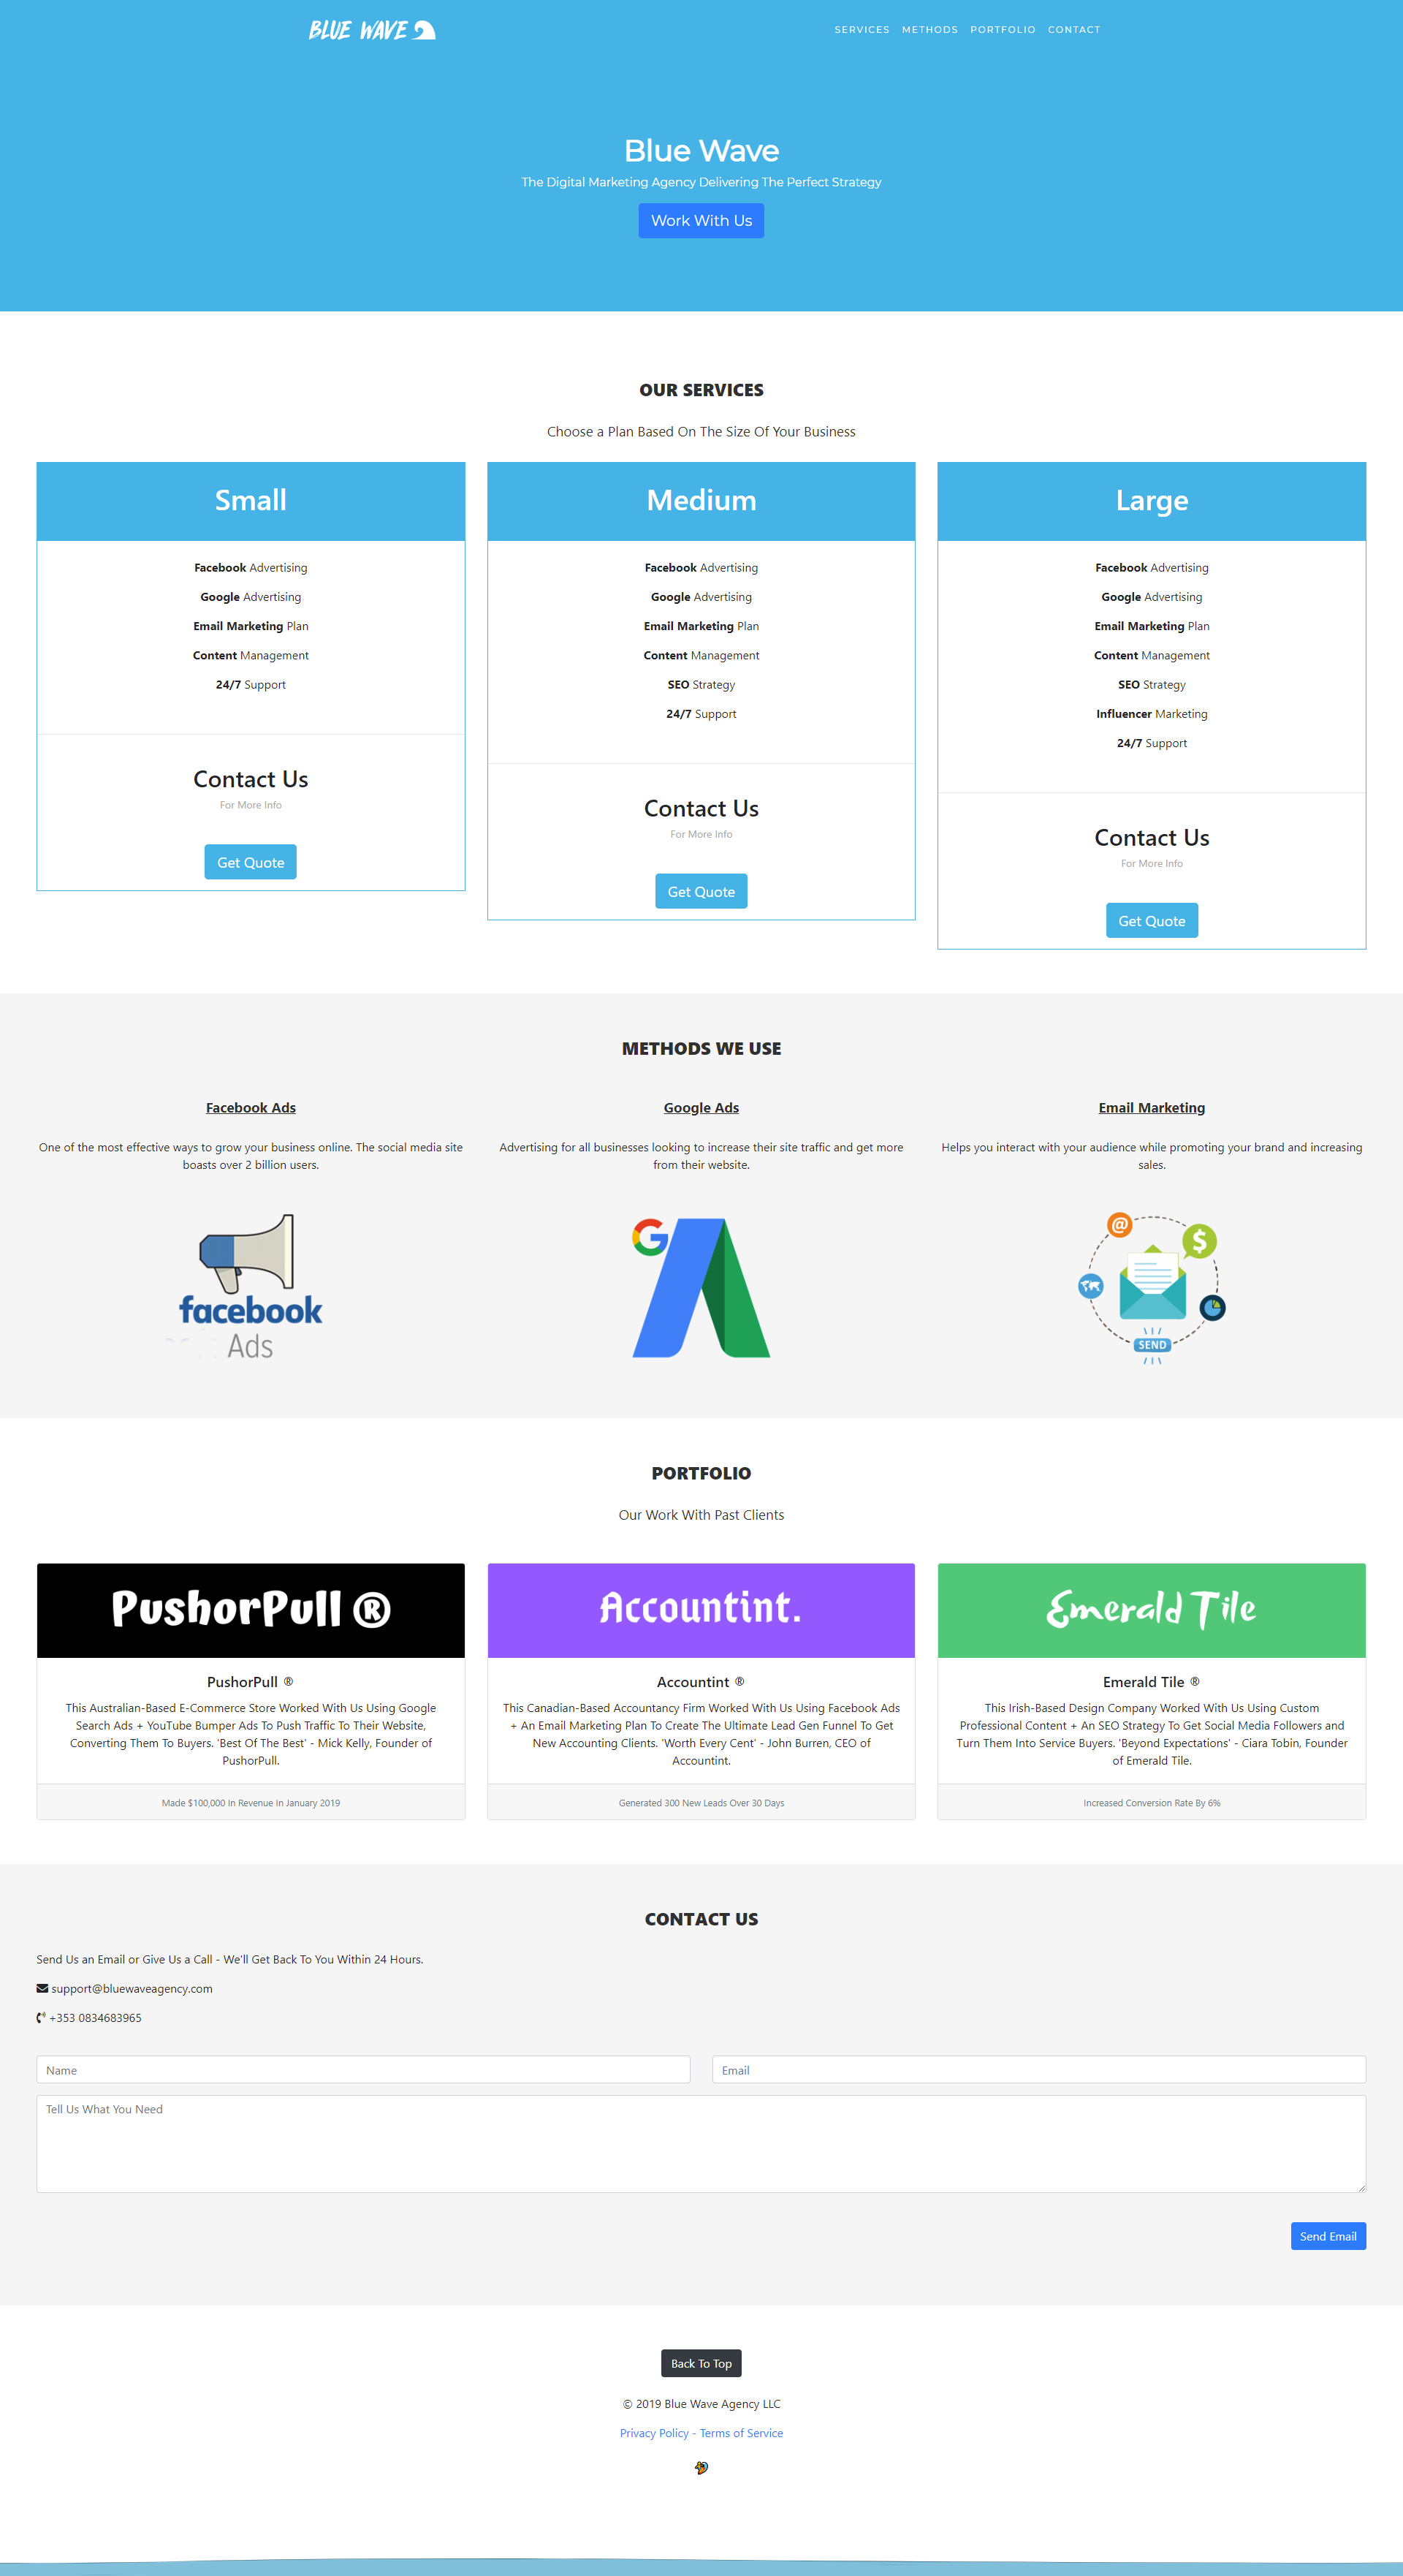 BLUE WAVE
SERVICES METHODS PORTFOLIO CONTACT
Blue Wave
The Digital Marketing Agency Delivering The Perfect Strategy
Work With Us
OUR SERVICES
Choose a Plan Based On The Size Of Your Business
Small
Facebook Advertising
Google Advertising
Email Marketing Plan
Content Management
24/7 Support
Contact Us
For More Info
Get Quote
Medium
Facebook Advertising
Google Advertising
Email Marketing Plan
Content Management
SEO Strategy
24/7 Support
Contact Us
For More Info
Get Quote
Large
Facebook Advertising
Google Advertising
Email Marketing Plan
Content Management
SEO Strategy
Influencer Marketing
24/7 Support
Contact Us
For More Info
Get Quote
METHODS WE USE
Facebook Ads
One of the most effective ways to grow your business online. The social media site
boasts over 2 billion users.
facebook
Ads
Google Ads
Advertising for all businesses looking to increase their site traffic and get more
from their website.
G
Email Marketing
Helps you interact with your audience while promoting your brand and increasing
sales.
@
$
SEND
PORTFOLIO
Our Work With Past Clients
PushorPull ®
PushorPull ®
This Australian-Based E-Commerce Store Worked With Us Using Google
Search Ads + YouTube Bumper Ads To Push Traffic To Their Website,
Converting Them To Buyers. 'Best Of The Best' - Mick Kelly, Founder of
PushorPull.
Made $100,000 In Revenue In January 2019
Accountint.
Accountint ®
This Canadian-Based Accountancy Firm Worked With Us Using Facebook Ads
+ An Email Marketing Plan To Create The Ultimate Lead Gen Funnel To Get
New Accounting Clients. 'Worth Every Cent' - John Burren, CEO of
Accountint.
Generated 300 New Leads Over 30 Days
Emerald Tile
Emerald Tile ®
This Irish-Based Design Company Worked With Us Using Custom
Professional Content + An SEO Strategy To Get Social Media Followers and
Turn Them Into Service Buyers. 'Beyond Expectations' - Ciara Tobin, Founder
of Emerald Tile.
Increased Conversion Rate By 6%
CONTACT US
Send Us an Email or Give Us a Call - We'll Get Back To You Within 24 Hours.
support@bluewaveagency.com
+353 0834683965
Name
Email
Tell Us What You Need
Send Email
Back To Top
© 2019 Blue Wave Agency LLC
Privacy Policy - Terms of Service